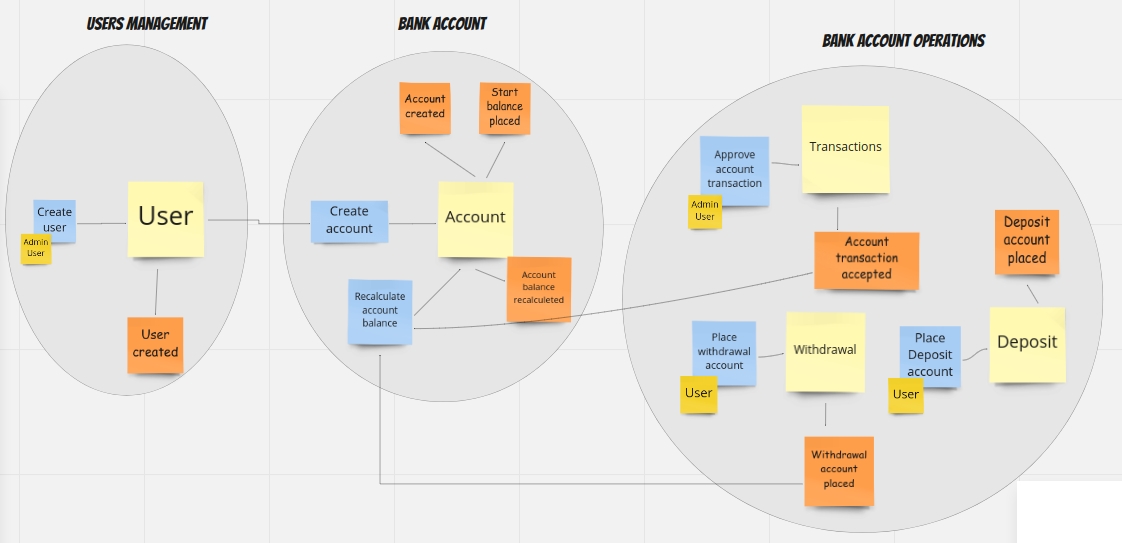 USERS MANAGEMENT
BANK ACCOUNT
BANK ACCOUNT OPERATIONS
Create
user
Admin
User
User
User
created
Account
created
Start
balance
placed
Create
account
Account
Recalculate
account
balance
Account
balance
recalculeted
Approve
account
transaction
Admin
User
Transactions
Account
transaction
accepted
Place
withdrawal
account
User
Withdrawal
Withdrawal
account
placed
Place
Deposit
account
User
Deposit
Deposit
account
placed